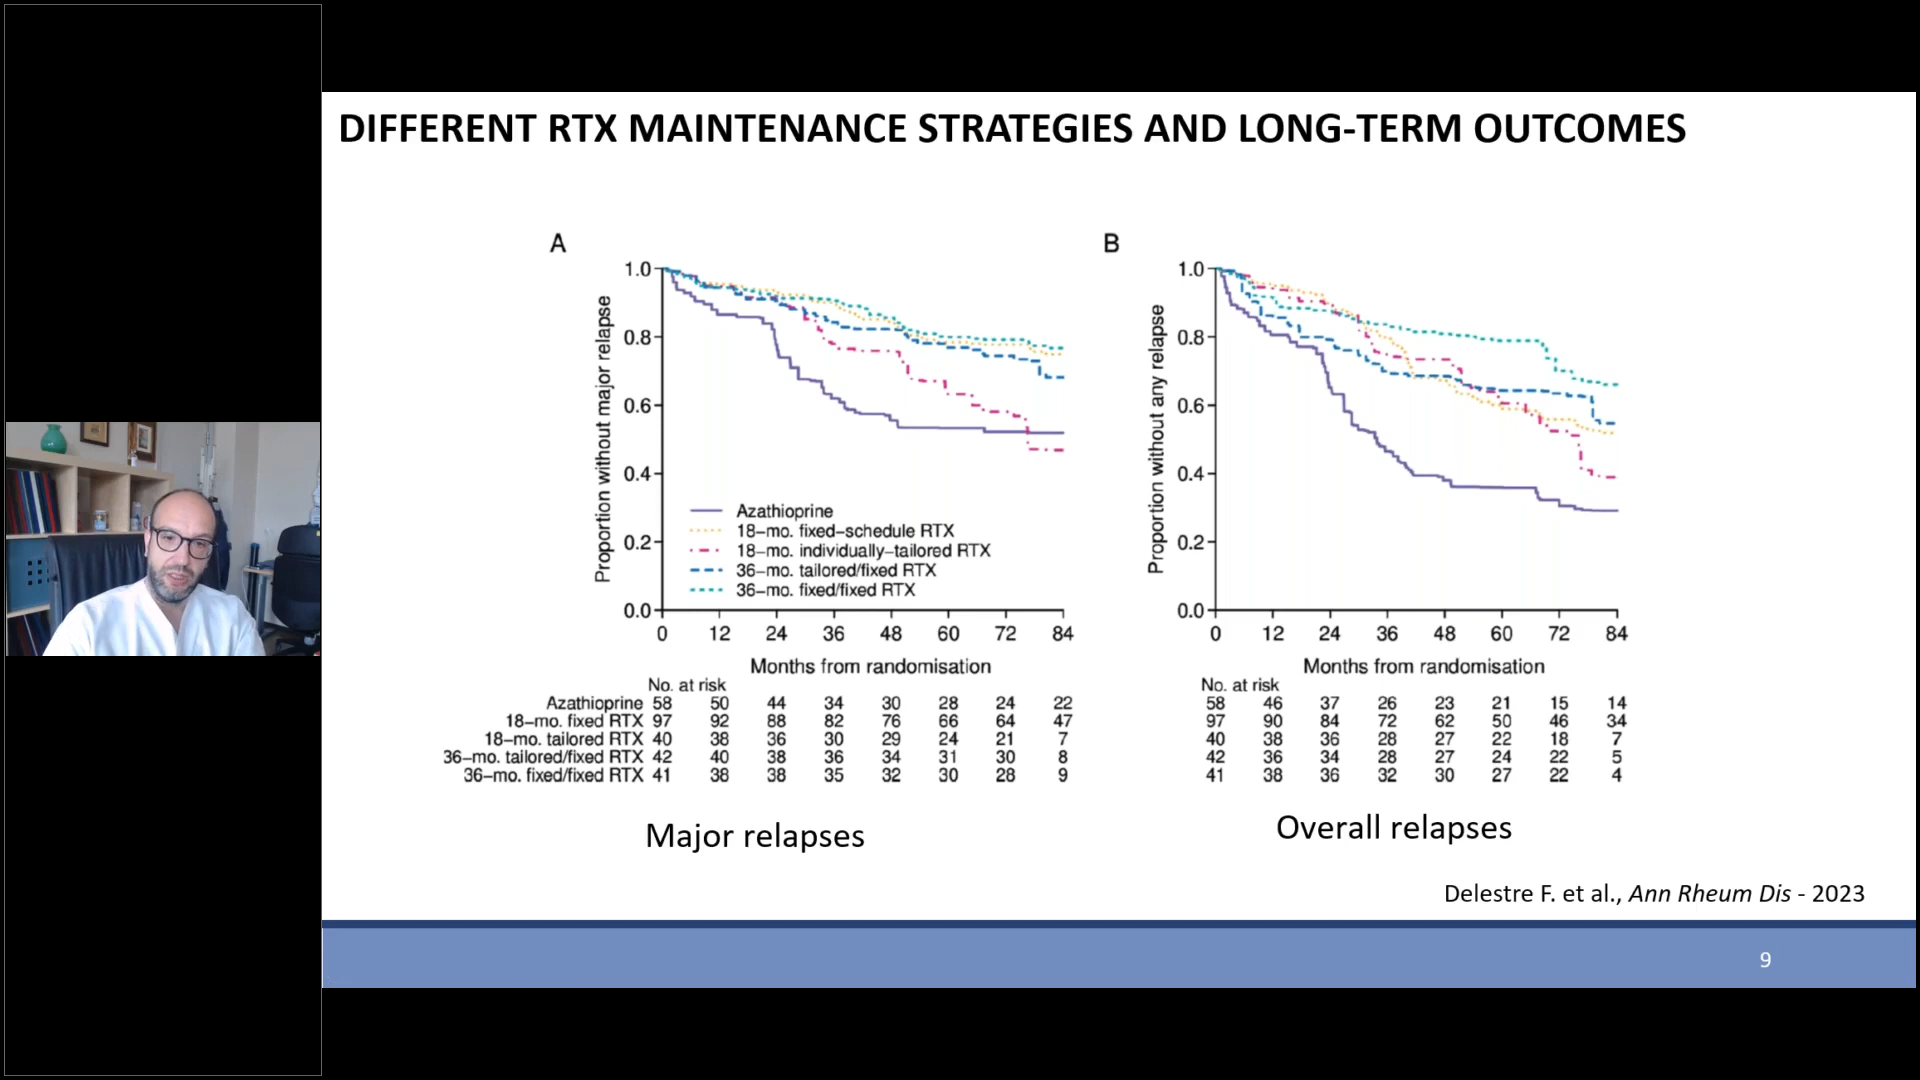 DIFFERENT RTX MAINTENANCE STRATEGIES AND LONG-TERM OUTCOMES
A
Proportion without major relapse
1.0
0.8
0.6
0.4
0.2
0.0
Azathioprine
18-mo. fixed-schedule RTX
18-mo. individually-tailored RTX
36-mo. tailored/fixed RTX
36-mo. fixed/fixed RTX
0 12 24 36 48 60 72 84
Months from randomisation
No. at risk
Azathioprine 58 50 44 34 30 28 24 22
18-mo. fixed RTX 97 92 88 82 76 66 64 47
18-mo. tailored RTX 40 38 36 30 29 24 21 7
36-mo. tailored/fixed RTX 42 40 38 36 34 31 30 8
36-mo. fixed/fixed RTX 41 38 38 35 32 30 28 9
Major relapses
B
Proportion without any relapse
1.0
0.8
0.6
0.4
0.2
0.0
0 12 24 36 48 60 72 84
Months from randomisation
No. at risk
58 46 37 26 23 21 15 14
97 90 84 72 62 50 46 34
40 38 36 28 27 22 18 7
42 36 34 28 27 24 22 5
41 38 36 32 30 27 22 4
Overall relapses
Delestre F. et al., Ann Rheum Dis - 2023
9